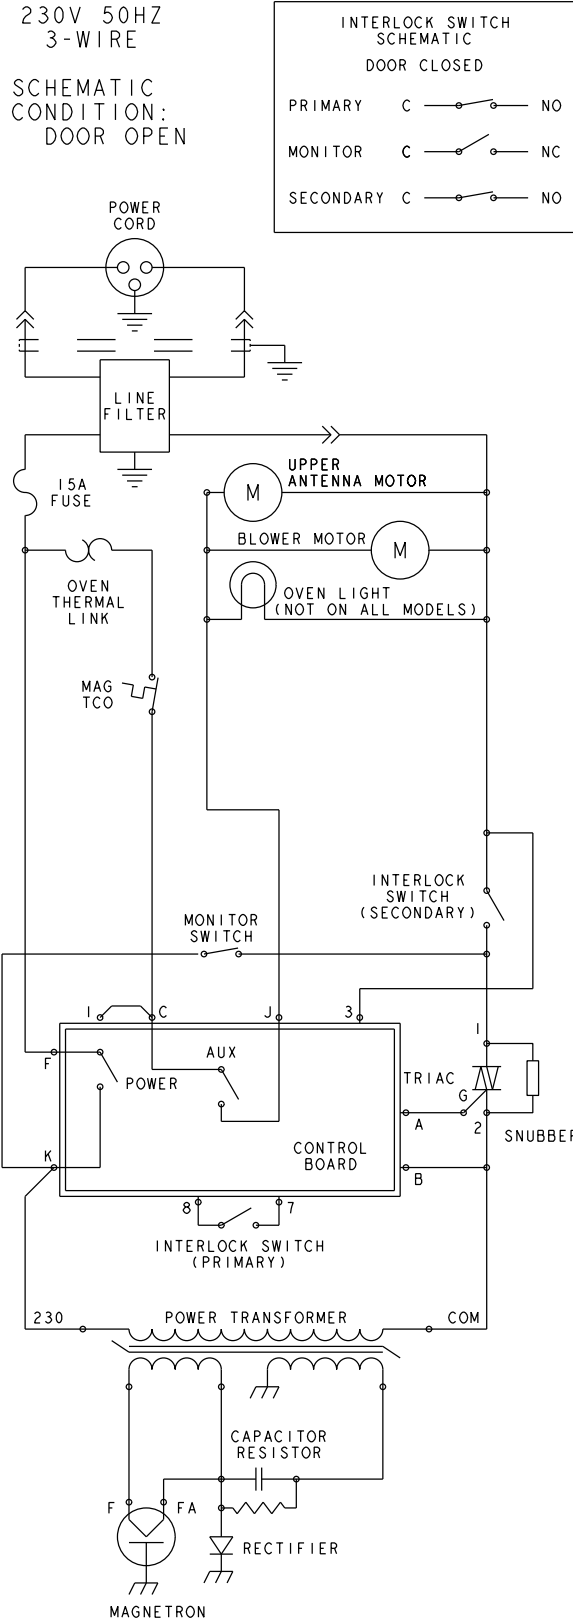 230V 50HZ
3-WIRE
SCHEMATIC
CONDITION:
DOOR OPEN
INTERLOCK SWITCH
SCHEMATIC
DOOR CLOSED
PRIMARY C NO
MONITOR C NC
SECONDARY C NO
POWER
CORD
LINE
FILTER
15A
FUSE
UPPER
ANTENNA MOTOR
M
BLOWER MOTOR
M
OVEN
THERMAL
LINK
OVEN LIGHT
(NOT ON ALL MODELS)
MAG
TCO
INTERLOCK
SWITCH
(SECONDARY)
MONITOR
SWITCH
1 C J 3
1
F
POWER
AUX
TRIAC
G
A
2
SNUBBER
K
CONTROL
BOARD
B
8 7
INTERLOCK SWITCH
(PRIMARY)
230 POWER TRANSFORMER COM
CAPACITOR
RESISTOR
F FA
RECTIFIER
MAGNETRON